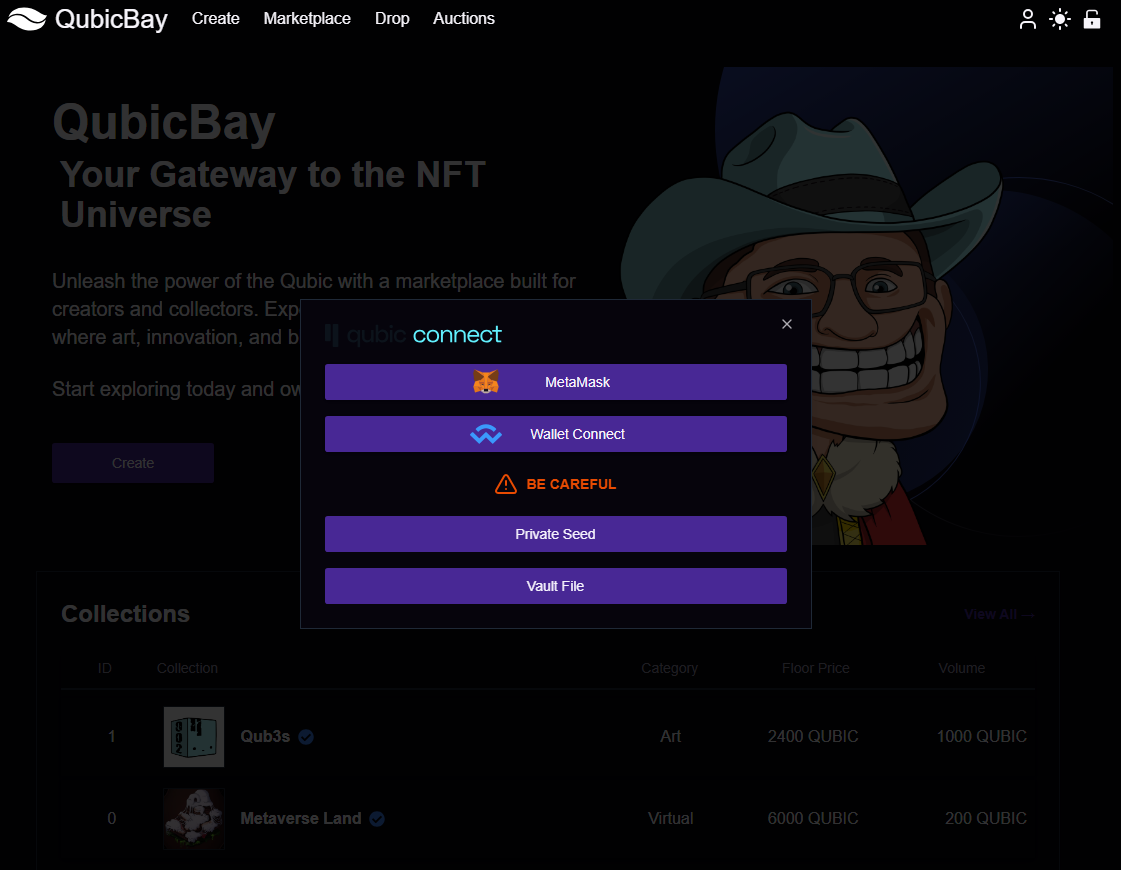 QubicBay Create Marketplace Drop Auctions
QubicBay
Your Gateway to the NFT
Universe
Unleash the power of the Qubic with a marketplace built for
creators and collectors. Exp
where art, innovation, and b
Start exploring today and ow
Create
qubic connect
MetaMask
Wallet Connect
BE CAREFUL
Private Seed
Vault File
Collections View All
ID Collection Category Floor Price Volume
1 Qub3s Art 2400 QUBIC 1000 QUBIC
0 Metaverse Land Virtual 6000 QUBIC 200 QUBIC